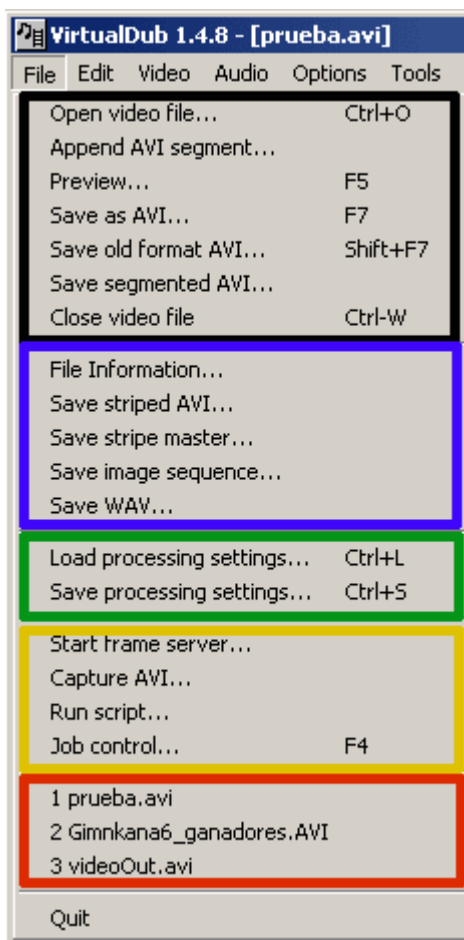 VirtualDub 1.4.8 - [prueba.avi]
File Edit Video Audio Options Tools
Open video file... Ctrl+O
Append AVI segment...
Preview... F5
Save as AVI... F7
Save old format AVI... Shift+F7
Save segmented AVI...
Close video file Ctrl-W
File Information...
Save striped AVI...
Save stripe master...
Save image sequence...
Save WAV...
Load processing settings... Ctrl+L
Save processing settings... Ctrl+S
Start frame server...
Capture AVI...
Run script...
Job control... F4
1 prueba.avi
2 Gimnkana6_ganadores.AVI
3 videoOut.avi
Quit